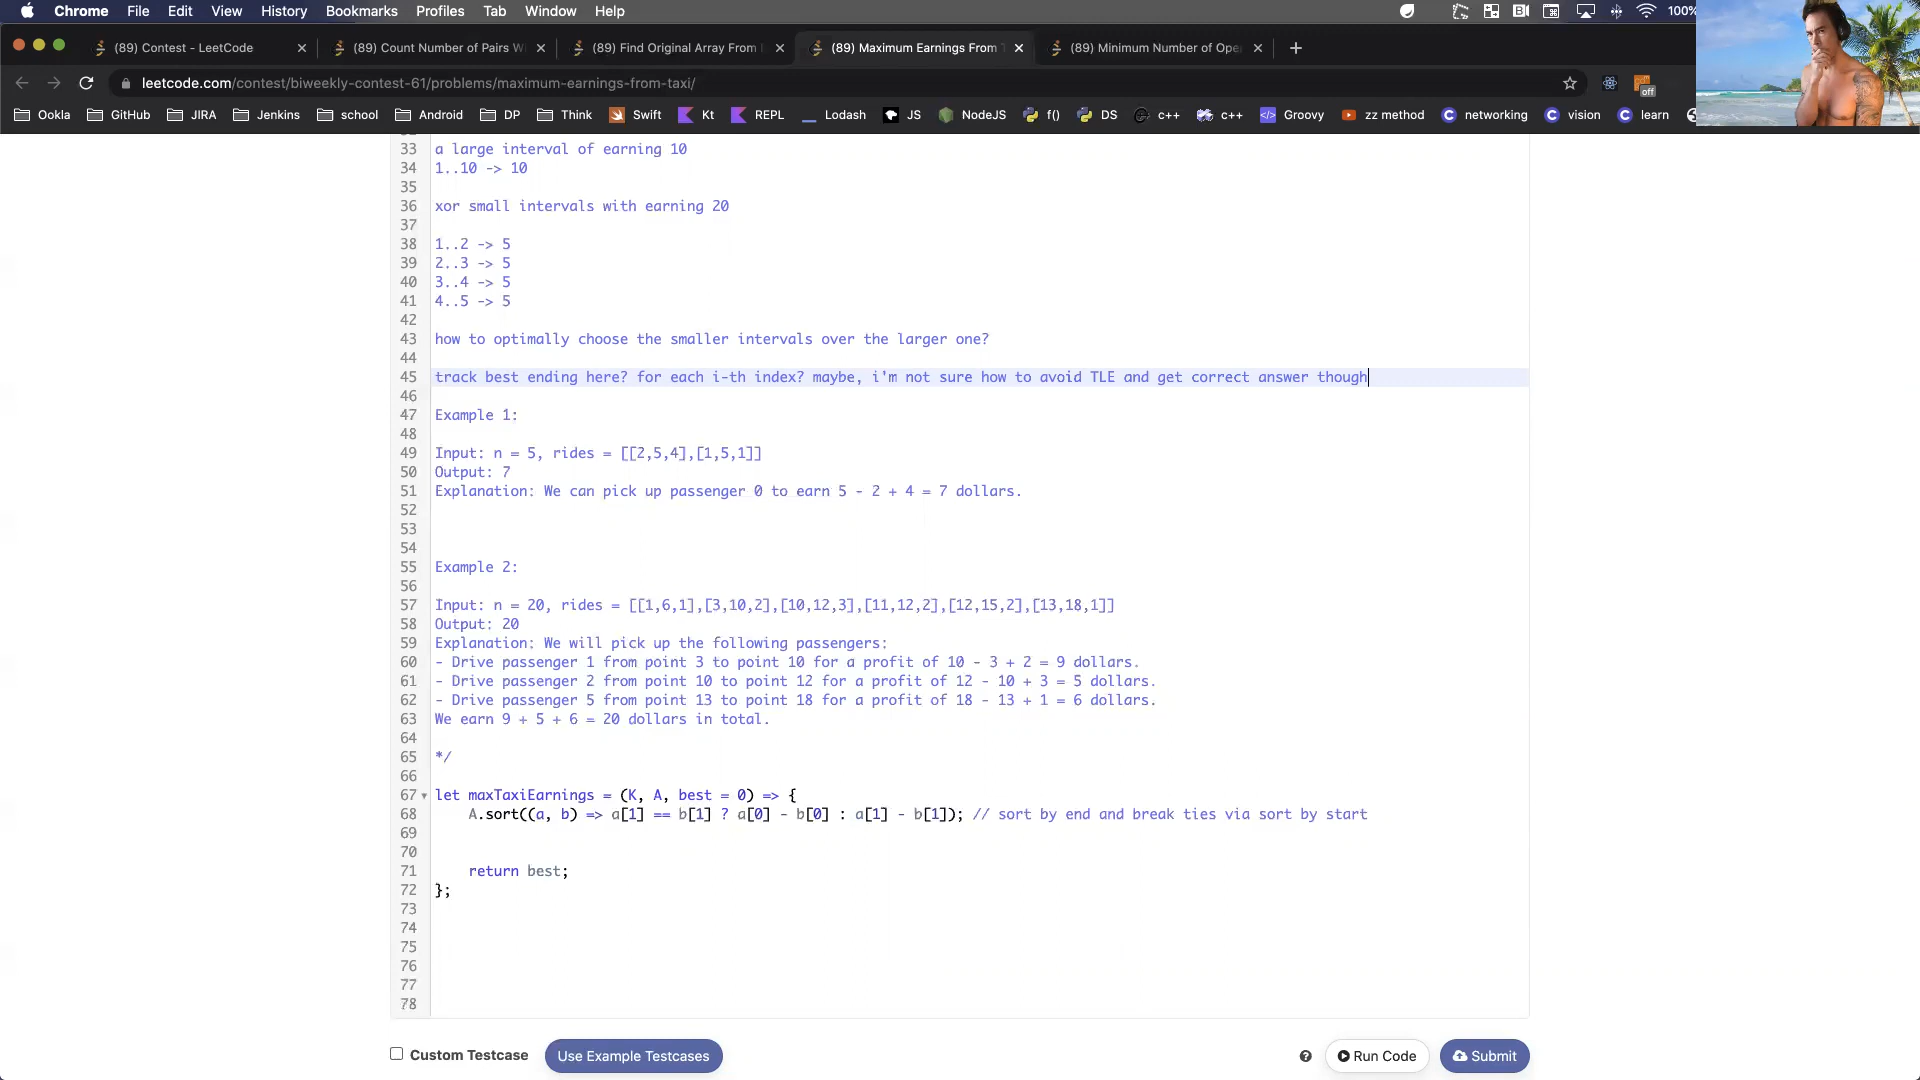 Chrome File Edit View History Bookmarks Profiles Tab Window Help 100%
(89) Contest - LeetCode (89) Count Number of Pairs W (89) Find Original Array From (89) Maximum Earnings From (89) Minimum Number of Ope
leetcode.com/contest/biweekly-contest-61/problems/maximum-earnings-from-taxi/
off
Ookla GitHub JIRA Jenkins school Android DP Think Swift Kt REPL Lodash JS NodeJS f() DS c++ c++ Groovy zz method networking vision learn
33 a large interval of earning 10
34 1..10 -> 10
35
36 xor small intervals with earning 20
37
38 1..2 -> 5
39 2..3 -> 5
40 3..4 -> 5
41 4..5 -> 5
42
43 how to optimally choose the smaller intervals over the larger one?
44
45 track best ending here? for each i-th index? maybe, i'm not sure how to avoid TLE and get correct answer though
46
47 Example 1:
48
49 Input: n = 5, rides = [[2,5,4],[1,5,1]]
50 Output: 7
51 Explanation: We can pick up passenger 0 to earn 5 - 2 + 4 = 7 dollars.
52
53
54
55 Example 2:
56
57 Input: n = 20, rides = [[1,6,1],[3,10,2],[10,12,3],[11,12,2],[12,15,2],[13,18,1]]
58 Output: 20
59 Explanation: We will pick up the following passengers:
60 - Drive passenger 1 from point 3 to point 10 for a profit of 10 - 3 + 2 = 9 dollars.
61 - Drive passenger 2 from point 10 to point 12 for a profit of 12 - 10 + 3 = 5 dollars.
62 - Drive passenger 5 from point 13 to point 18 for a profit of 18 - 13 + 1 = 6 dollars.
63 We earn 9 + 5 + 6 = 20 dollars in total.
64
65 */
66
67 let maxTaxiEarnings = (K, A, best = 0) => {
68 A.sort((a, b) => a[1] == b[1] ? a[0] - b[0] : a[1] - b[1]); // sort by end and break ties via sort by start
69
70
71 return best;
72 };
73
74
75
76
77
78
Custom Testcase Use Example Testcases Run Code Submit